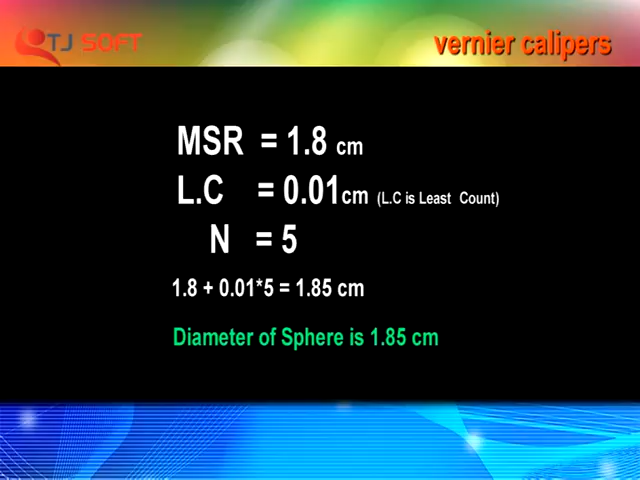 TJ SOFT
vernier calipers
MSR = 1.8 cm
L.C = 0.01cm (L.C is Least Count)
N = 5
1.8 + 0.01*5 = 1.85 cm
Diameter of Sphere is 1.85 cm